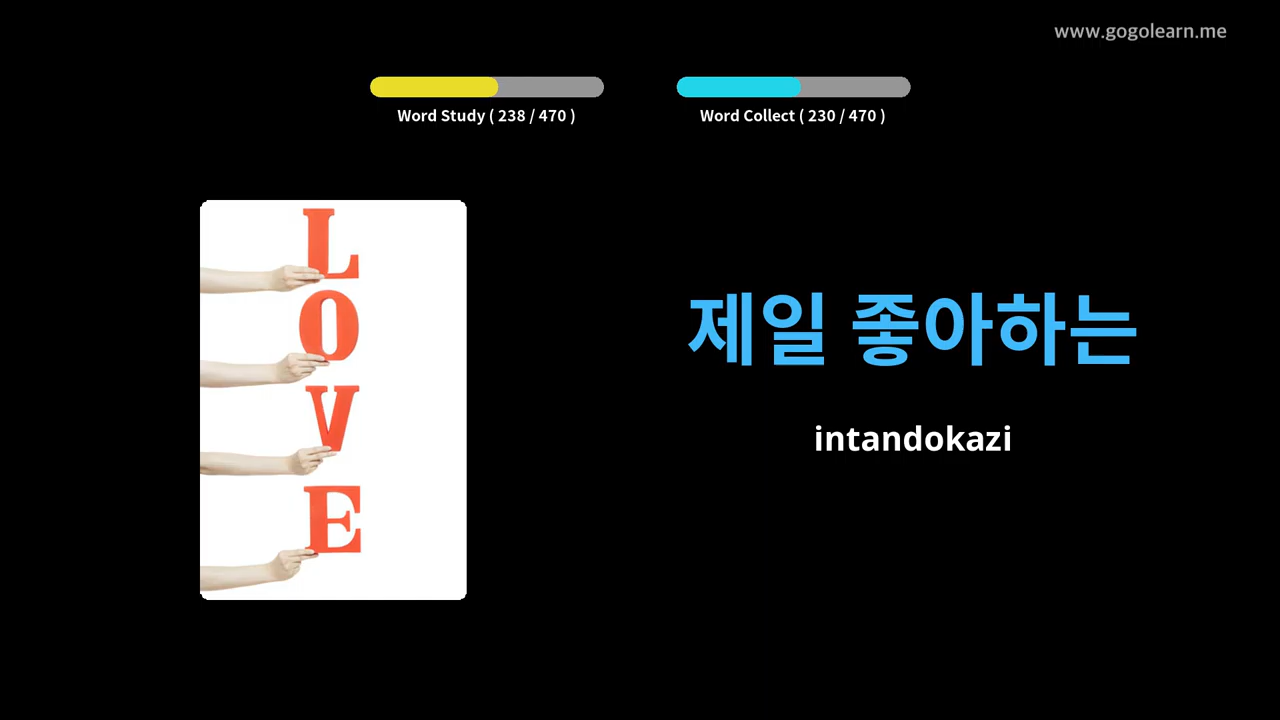 www.gogolearn.me
Word Study ( 238 / 470 )
Word Collect ( 230 / 470 )
L
O
V
E
제일 좋아하는
intandokazi